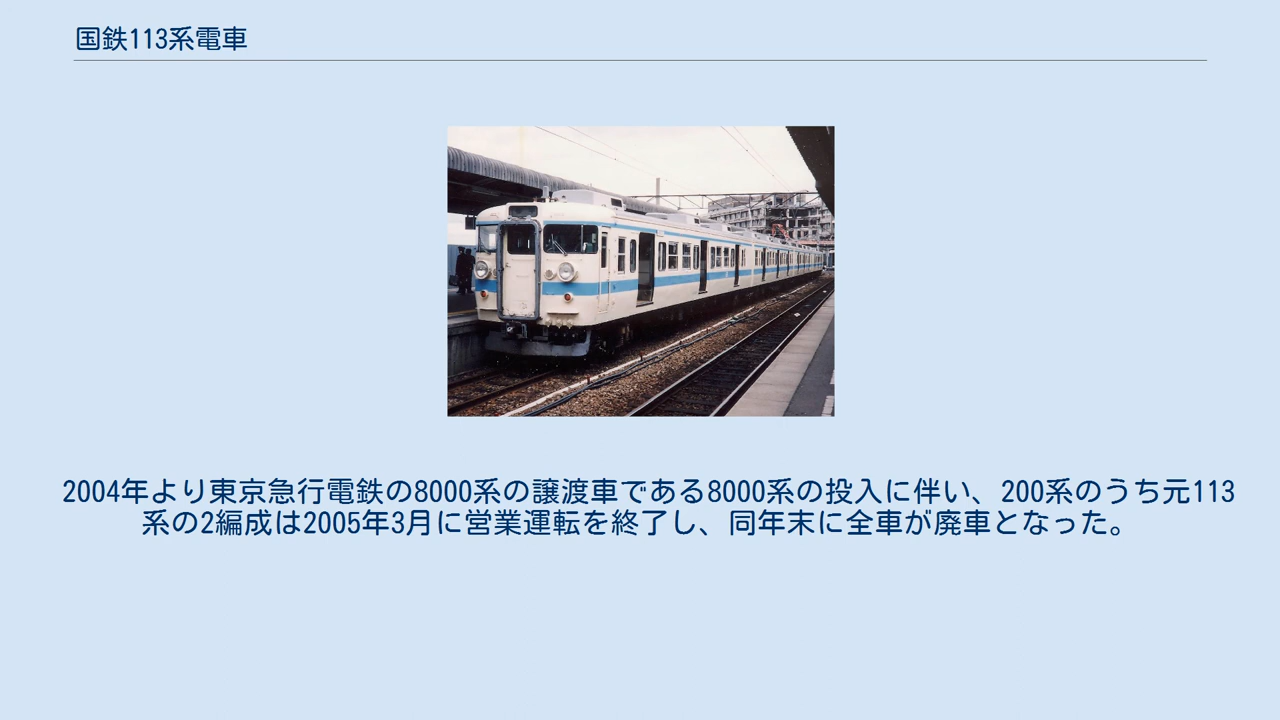 国鉄113系電車
2004年より東京急行電鉄の8000系の譲渡車である8000系の投入に伴い、200系のうち元113
系の2編成は2005年3月に営業運転を終了し、同年末に全車が廃車となった。